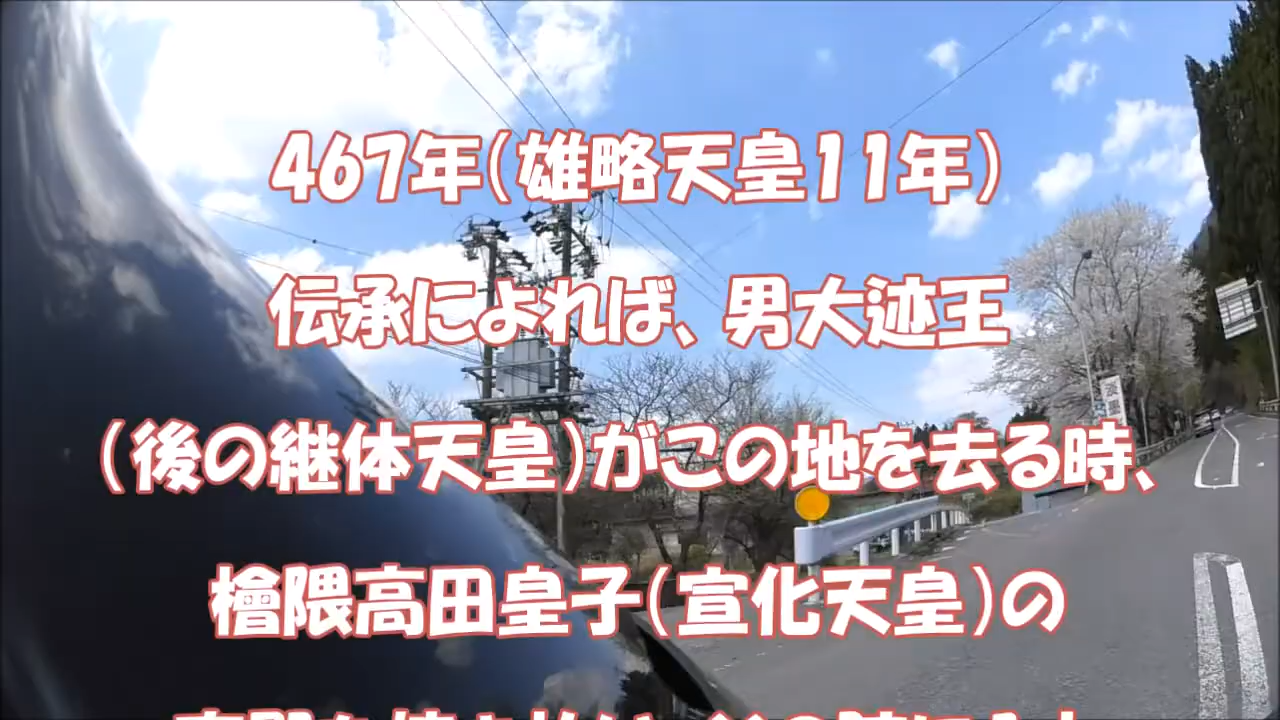 467年(雄略天皇11年)
伝承によれば、男大迹王
(後の継体天皇)がこの地を去る時、
檜隈高田皇子(宣化天皇)の